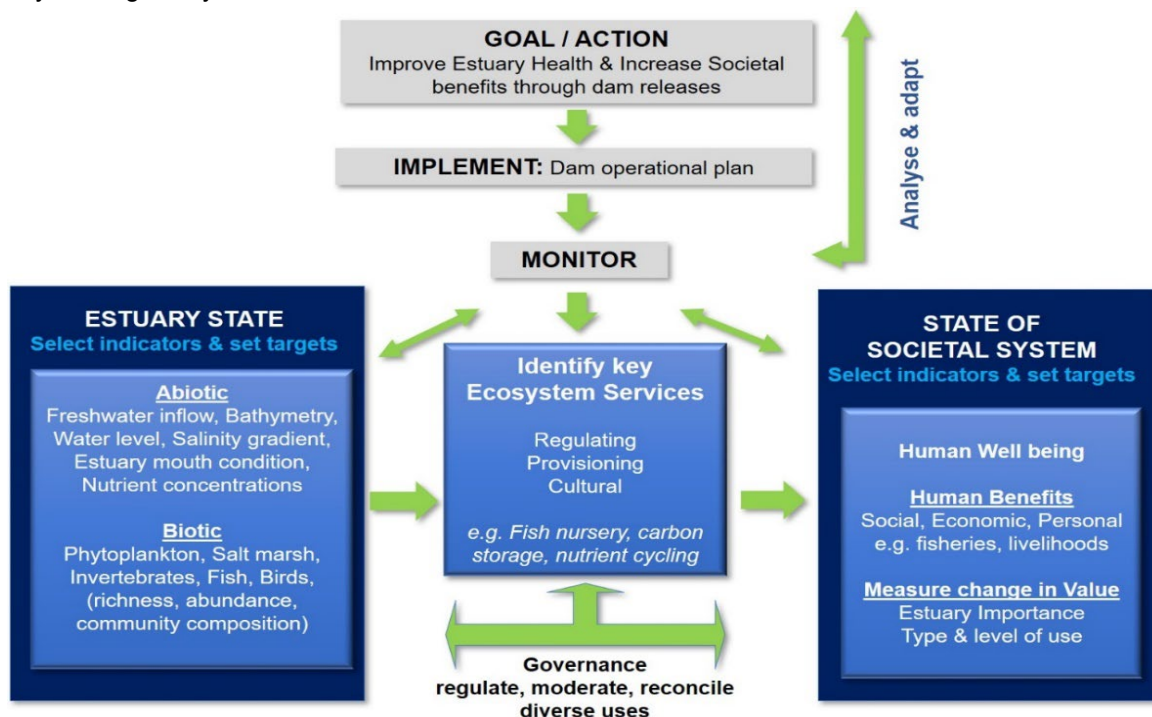 GOAL / ACTION
Improve Estuary Health & Increase Societal
benefits through dam releases
IMPLEMENT: Dam operational plan
MONITOR
Analyse & adapt
ESTUARY STATE
Select indicators & set targets
Abiotic
Freshwater inflow, Bathymetry,
Water level, Salinity gradient,
Estuary mouth condition,
Nutrient concentrations
Biotic
Phytoplankton, Salt marsh,
Invertebrates, Fish, Birds,
(richness, abundance,
community composition)
Identify key
Ecosystem Services
Regulating
Provisioning
Cultural
e.g. Fish nursery, carbon
storage, nutrient cycling
STATE OF
SOCIETAL SYSTEM
Select indicators & set targets
Human Well being
Human Benefits
Social, Economic, Personal
e.g. fisheries, livelihoods
Measure change in Value
Estuary Importance
Type & level of use
Governance
regulate, moderate, reconcile
diverse uses